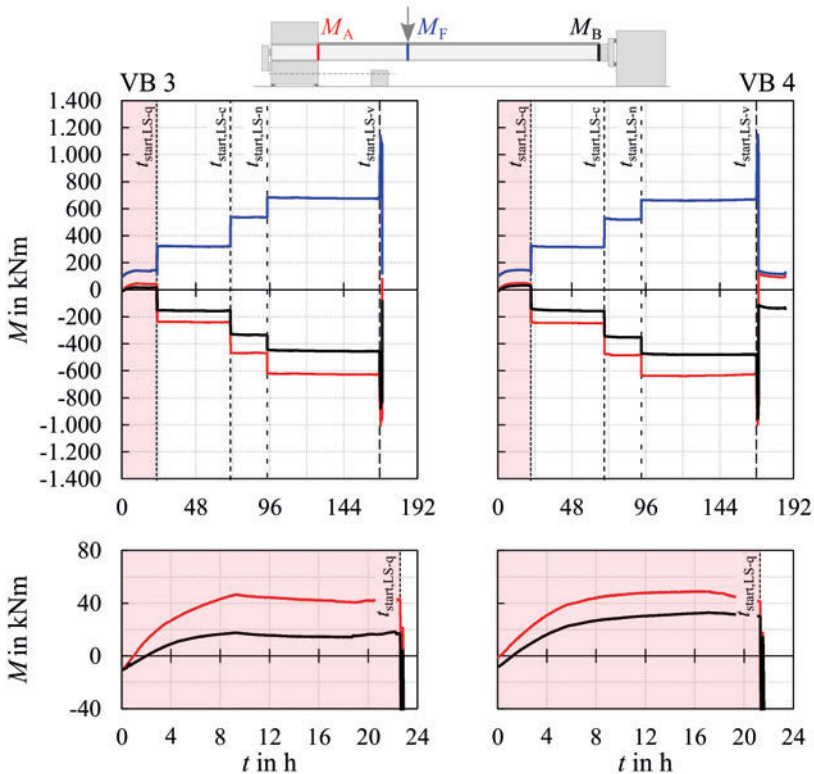 M_A M_F M_B
VB 3 VB 4
M in kNm
1.400
1.000
800
600
400
200
0
-200
-400
-600
-800
-1.000
-1.400
t_start,LS-q
t_start,LS-c
t_start,LS-n
t_start,LS-v
0 48 96 144 192
t_start,LS-q
t_start,LS-c
t_start,LS-n
t_start,LS-v
0 48 96 144 192
M in kNm
80
40
0
-40
t_start,LS-q
0 4 8 12 16 20 24
t in h
t_start,LS-q
0 4 8 12 16 20 24
t in h